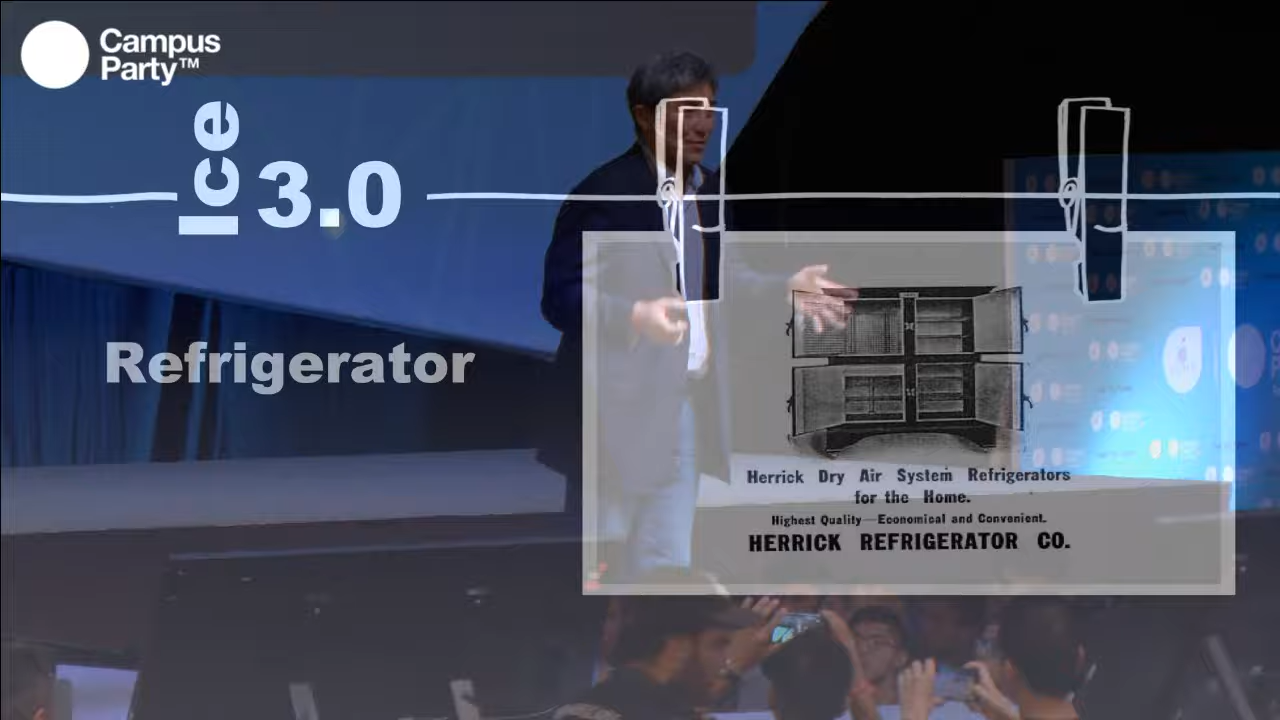 Campus
Party™
Ice
3.0
Refrigerator
Herrick Dry Air System Refrigerators
for the Home.
Highest Quality—Economical and Convenient.
HERRICK REFRIGERATOR CO.